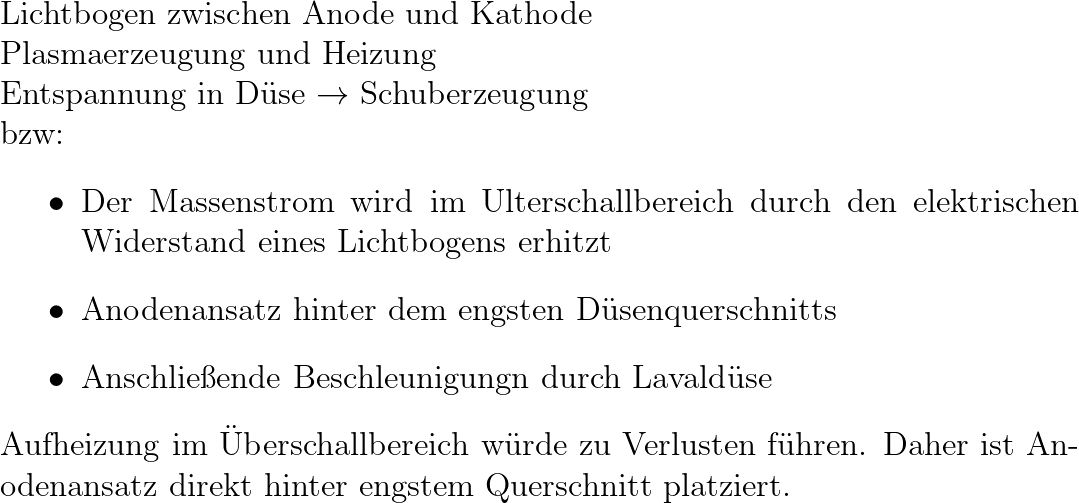 Lichtbogen zwischen Anode und Kathode
Plasmaerzeugung und Heizung
Entspannung in Düse → Schuberzeugung
bzw:
• Der Massenstrom wird im Ulterschallbereich durch den elektrischen
Widerstand eines Lichtbogens erhitzt
• Anodenansatz hinter dem engsten Düsenquerschnitts
• Anschließende Beschleunigungn durch Lavaldüse
Aufheizung im Überschallbereich würde zu Verlusten führen. Daher ist An-
odenansatz direkt hinter engstem Querschnitt platziert.